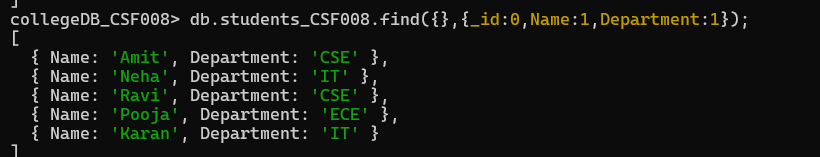 ]
collegeDB_CSF008> db.students_CSF008.find({},{_id:0,Name:1,Department:1});
[
  { Name: 'Amit', Department: 'CSE' },
  { Name: 'Neha', Department: 'IT' },
  { Name: 'Ravi', Department: 'CSE' },
  { Name: 'Pooja', Department: 'ECE' },
  { Name: 'Karan', Department: 'IT' }
]